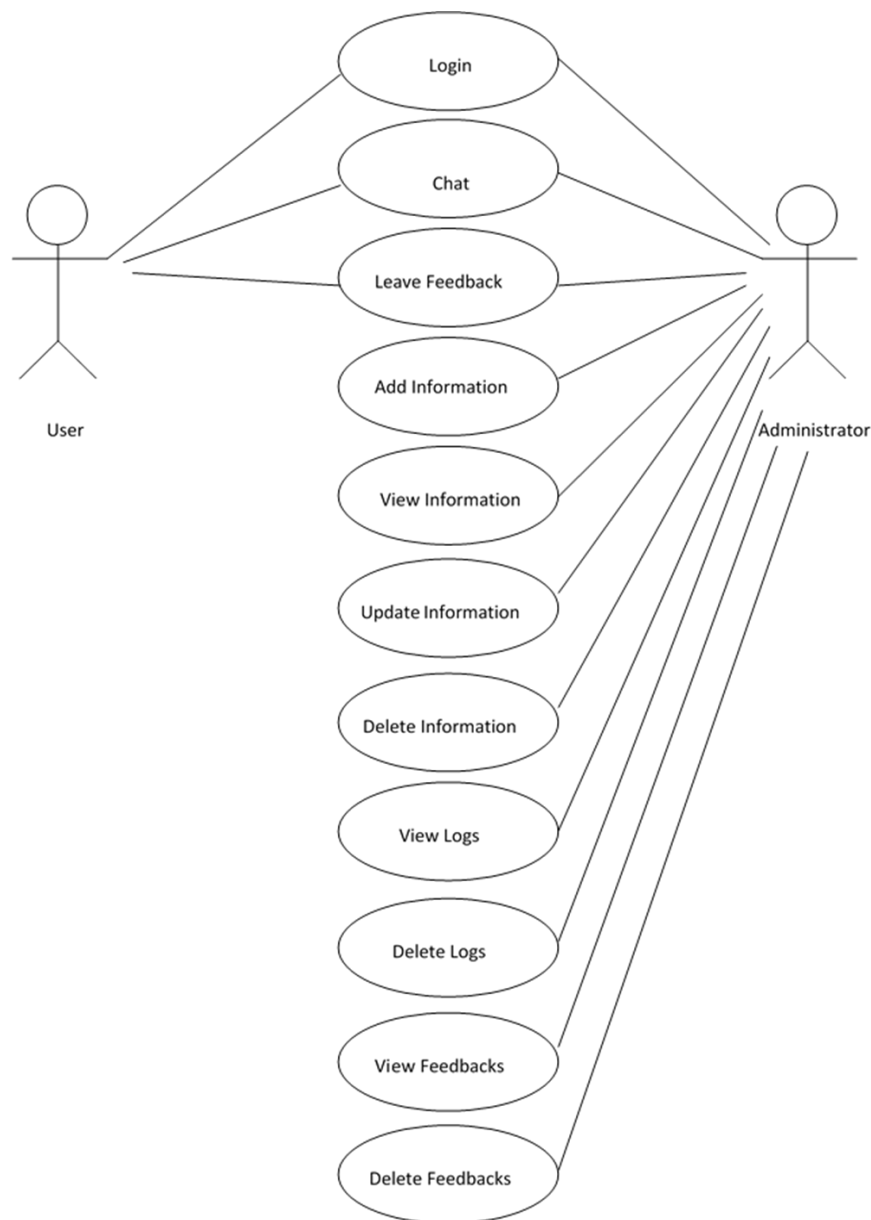 Login
Chat
Leave Feedback
Add Information
User
Administrator
View Information
Update Information
Delete Information
View Logs
Delete Logs
View Feedbacks
Delete Feedbacks